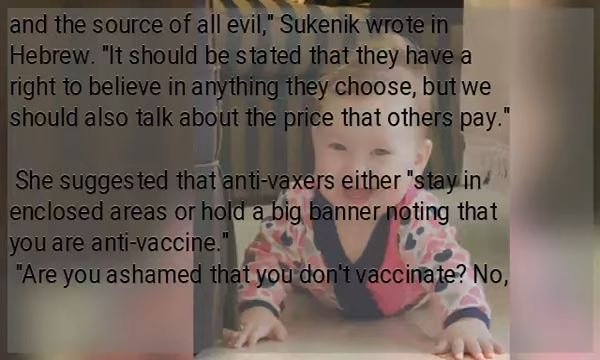 and the source of all evil," Sukenik wrote in
Hebrew. "It should be stated that they have a
right to believe in anything they choose, but we
should also talk about the price that others pay."
She suggested that anti-vaxers either "stay in
enclosed areas or hold a big banner noting that
you are anti-vaccine."
"Are you ashamed that you don't vaccinate? No,